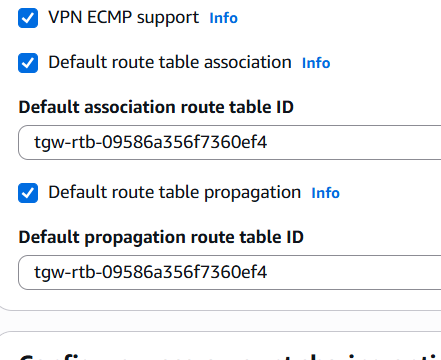 VPN ECMP support Info
Default route table association Info
Default association route table ID
tgw-rtb-09586a356f7360ef4
Default route table propagation Info
Default propagation route table ID
tgw-rtb-09586a356f7360ef4